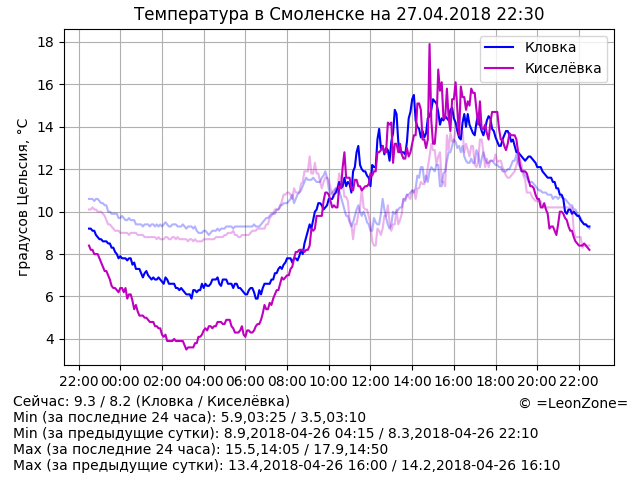 Температура в Смоленске на 27.04.2018 22:30
Кловка
Киселёвка
градусов Цельсия, °C
18
16
14
12
10
8
6
4
22:00 00:00 02:00 04:00 06:00 08:00 10:00 12:00 14:00 16:00 18:00 20:00 22:00
Сейчас: 9.3 / 8.2 (Кловка / Киселёвка)
© =LeonZone=
Min (за последние 24 часа): 5.9,03:25 / 3.5,03:10
Min (за предыдущие сутки): 8.9,2018-04-26 04:15 / 8.3,2018-04-26 22:10
Max (за последние 24 часа): 15.5,14:05 / 17.9,14:50
Max (за предыдущие сутки): 13.4,2018-04-26 16:00 / 14.2,2018-04-26 16:10